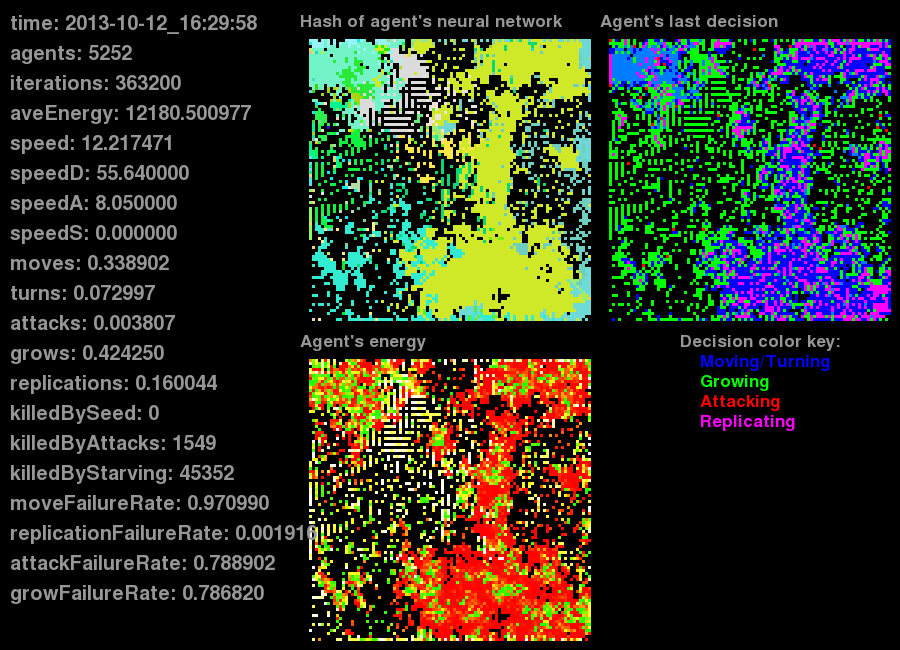 time: 2013-10-12_16:29:58
agents: 5252
iterations: 363200
aveEnergy: 12180.500977
speed: 12.217471
speedD: 55.640000
speedA: 8.050000
speedS: 0.000000
moves: 0.338902
turns: 0.072997
attacks: 0.003807
grows: 0.424250
replications: 0.160044
killedBySeed: 0
killedByAttacks: 1549
killedByStarving: 45352
moveFailureRate: 0.970990
replicationFailureRate: 0.001916
attackFailureRate: 0.788902
growFailureRate: 0.786820
Hash of agent's neural network
Agent's last decision
Agent's energy
Decision color key:
Moving/Turning
Growing
Attacking
Replicating